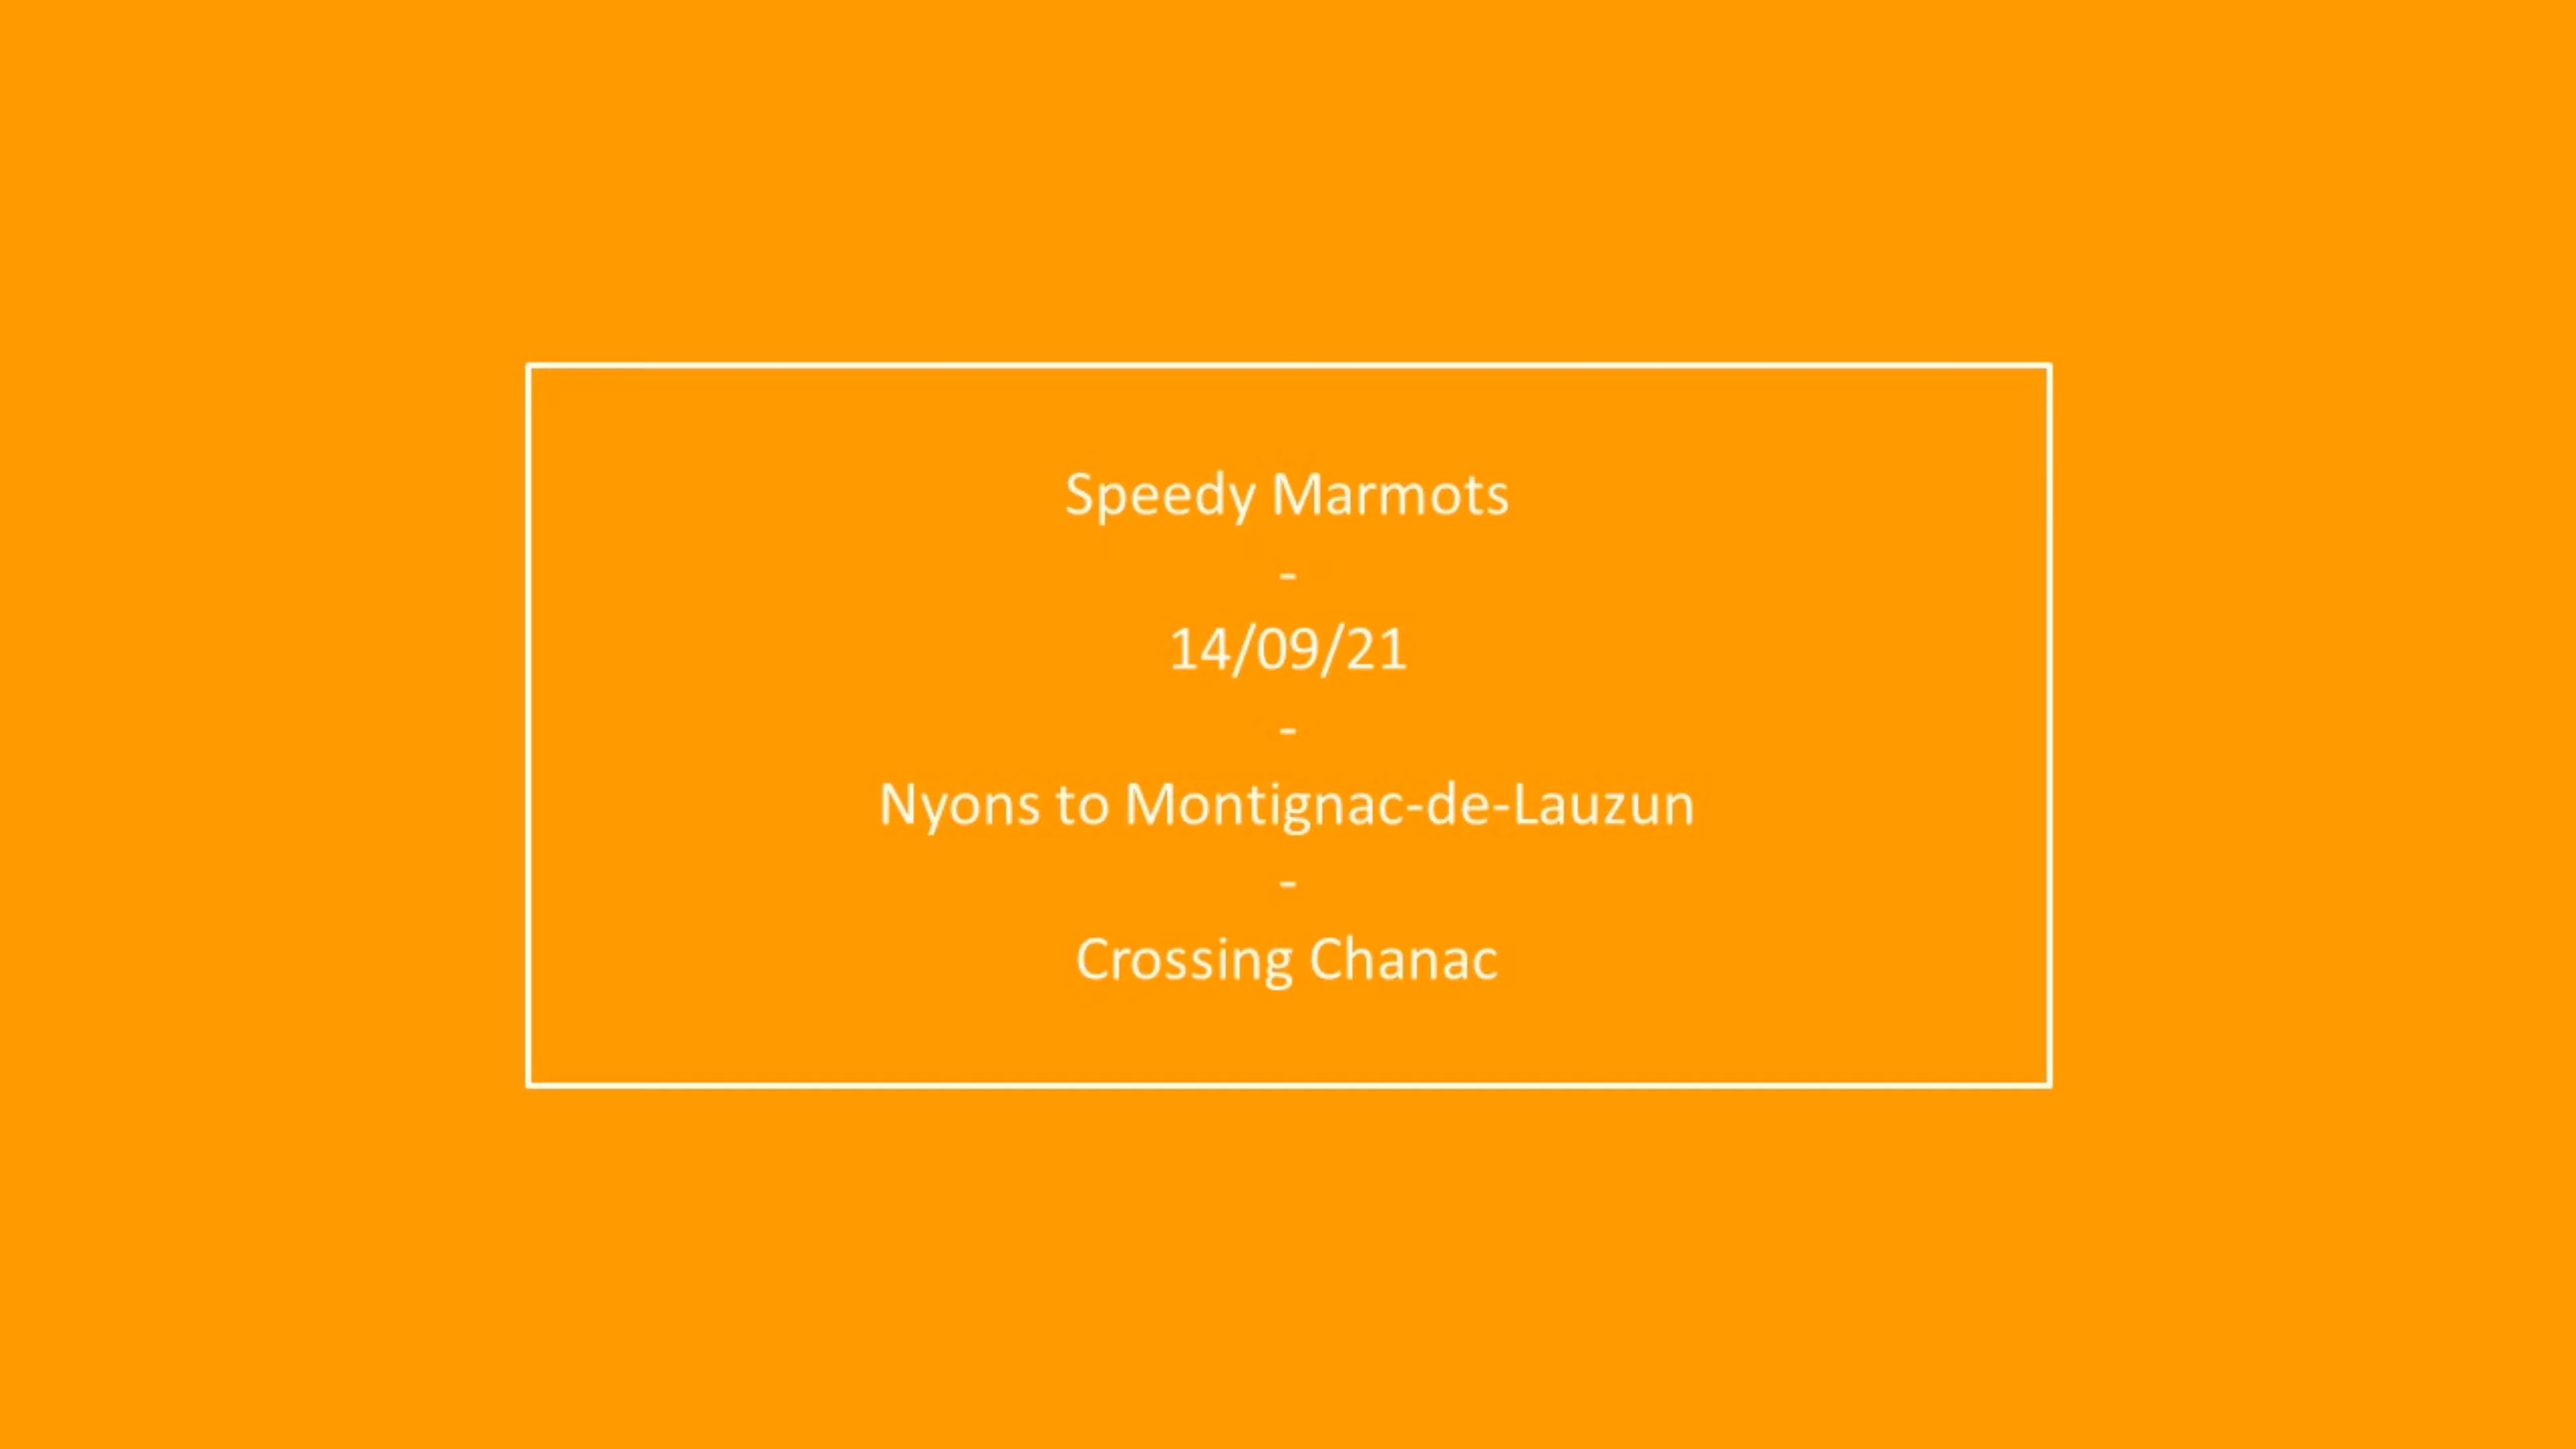 Speedy Marmots
-
14/09/21
-
Nyons to Montignac-de-Lauzun
-
Crossing Chanac